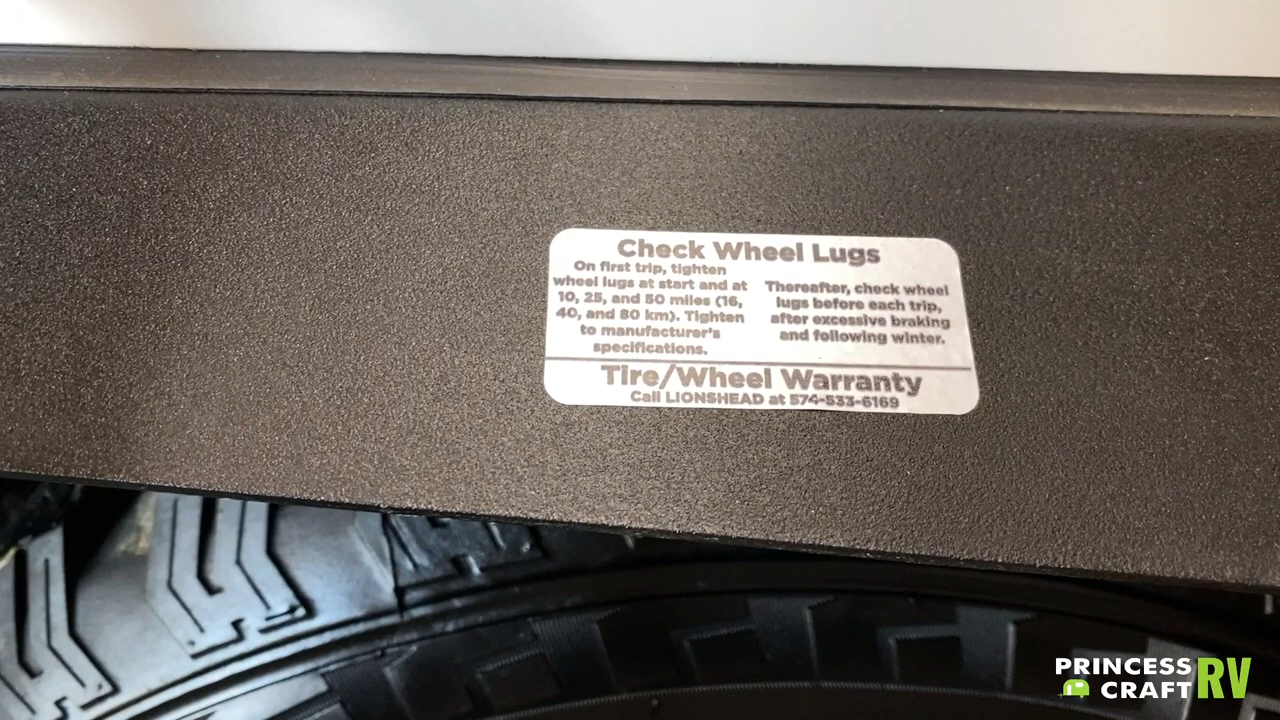 Check Wheel Lugs
On first trip, tighten
wheel lugs at start and at
10, 25, and 50 miles (16,
40, and 80 km). Tighten
to manufacturer's
specifications.
Thereafter, check wheel
lugs before each trip,
after excessive braking
and following winter.
Tire/Wheel Warranty
Call LIONSHEAD at 574-533-6169
PRINCESS
CRAFT
RV